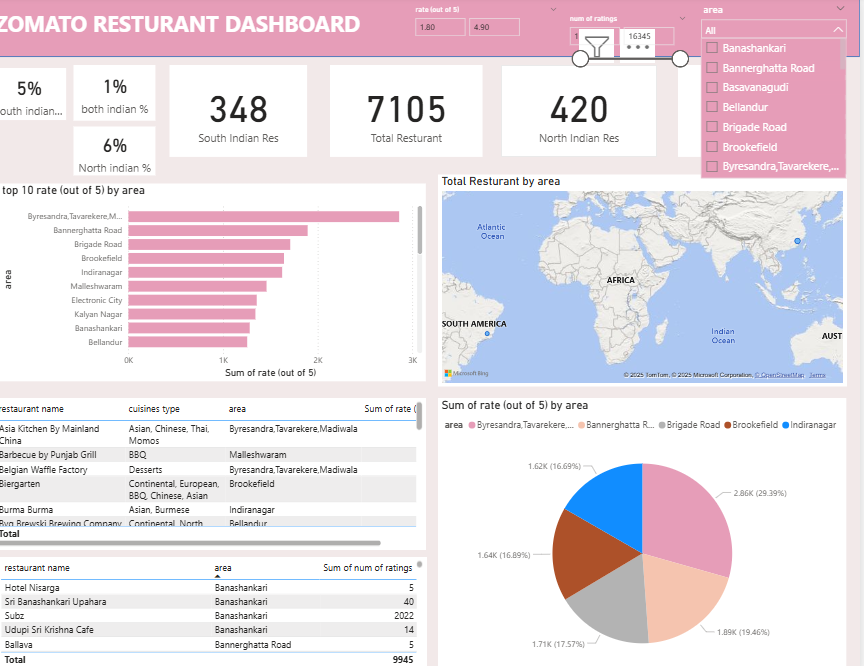 ZOMATO RESTURANT DASHBOARD
rate (out of 5)
1.80
4.90
num of ratings
1
16345
area
All
Banashankari
Bannerghatta Road
Basavanagudi
Bellandur
Brigade Road
Brookefield
Byresandra,Tavarekere,...
5%
outh indian...
1%
both indian %
6%
North indian %
348
South Indian Res
7105
Total Resturant
420
North Indian Res
top 10 rate (out of 5) by area
area
Byresandra,Tavarekere,M...
Bannerghatta Road
Brigade Road
Brookefield
Indiranagar
Malleshwaram
Electronic City
Kalyan Nagar
Banashankari
Bellandur
0K
1K
2K
3K
Sum of rate (out of 5)
Total Resturant by area
Atlantic
Ocean
AFRICA
SOUTH AMERICA
Indian
Ocean
AUST
Microsoft Bing
© 2025 TomTom, © 2025 Microsoft Corporation, © OpenStreetMap Terms
restaurant name cuisines type area Sum of rate (
Asia Kitchen By Mainland Asian, Chinese, Thai, Byresandra,Tavarekere,Madiwala
China Momos
Barbecue by Punjab Grill BBQ Malleshwaram
Belgian Waffle Factory Desserts Byresandra,Tavarekere,Madiwala
Biergarten Continental, European, Brookefield
BBQ, Chinese, Asian
Burma Burma Asian, Burmese Indiranagar
Byg Brewski Brewing Company Continental, North Bellandur
Total
restaurant name area Sum of num of ratings
Hotel Nisarga Banashankari 5
Sri Banashankari Upahara Banashankari 40
Subz Banashankari 2022
Udupi Sri Krishna Cafe Banashankari 14
Ballava Bannerghatta Road 5
Total 9945
Sum of rate (out of 5) by area
area Byresandra,Tavarekere,... Bannerghatta R... Brigade Road Brookefield Indiranagar
1.62K (16.69%)
2.86K (29.39%)
1.64K (16.89%)
1.89K (19.46%)
1.71K (17.57%)